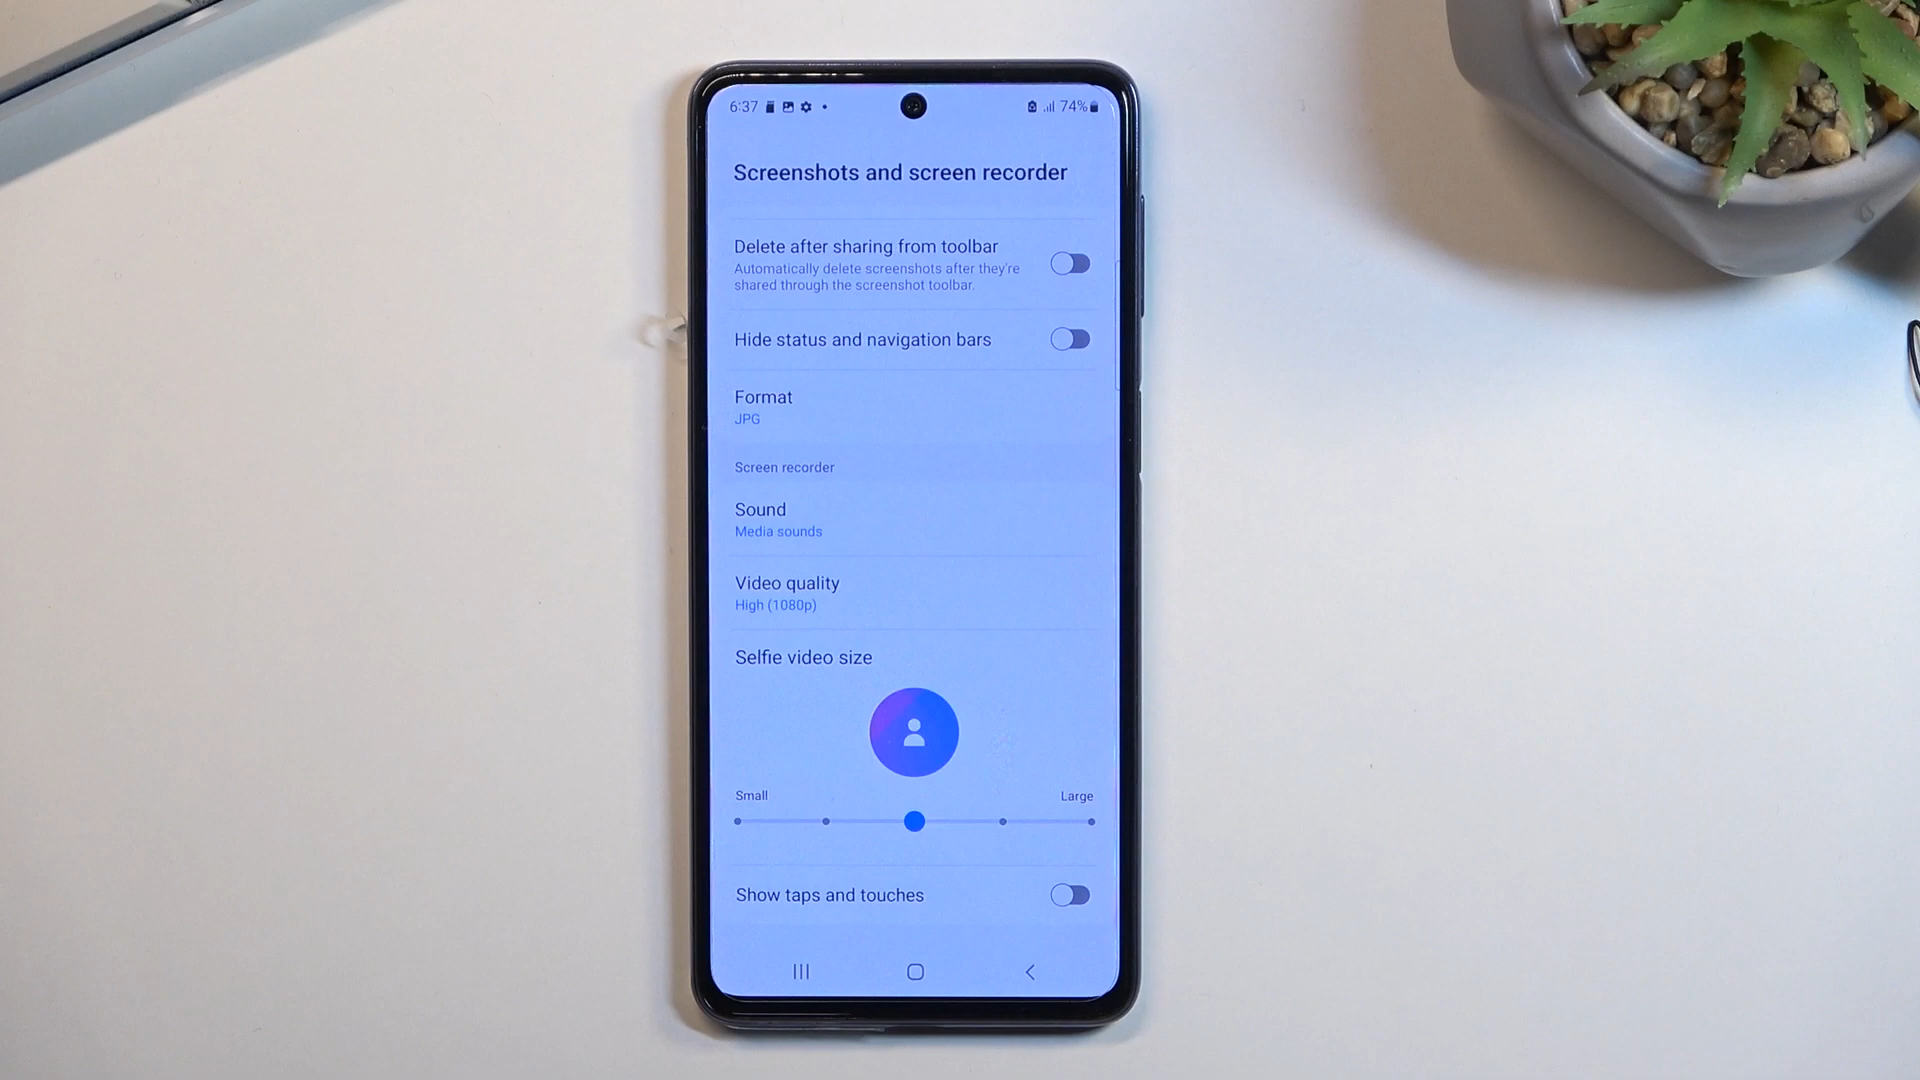 6:37
74%
Screenshots and screen recorder
Delete after sharing from toolbar
Automatically delete screenshots after they're
shared through the screenshot toolbar.
Hide status and navigation bars
Format
JPG
Screen recorder
Sound
Media sounds
Video quality
High (1080p)
Selfie video size
Small
Large
Show taps and touches